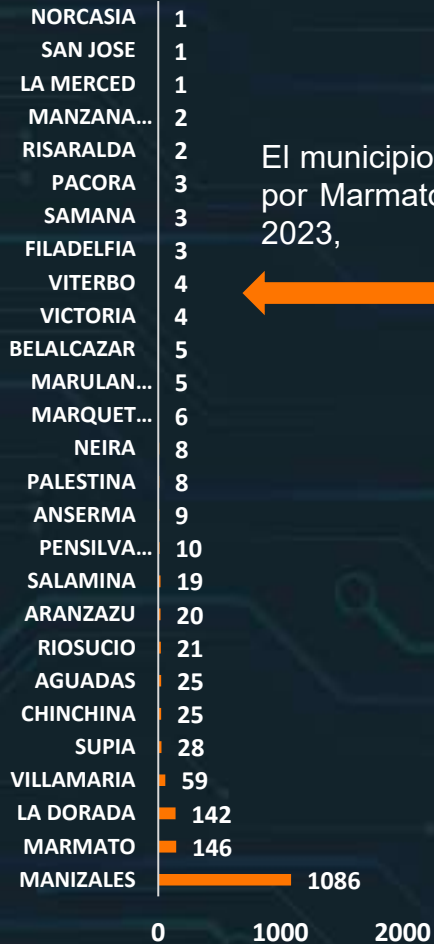 NORCASIA 1
SAN JOSE 1
LA MERCED 1
MANZANA... 2
RISARALDA 2
PACORA 3
SAMANA 3
FILADELFIA 3
VITERBO 4
VICTORIA 4
BELALCAZAR 5
MARULAN... 5
MARQUET... 6
NEIRA 8
PALESTINA 8
ANSERMA 9
PENSILVA... 10
SALAMINA 19
ARANZAZU 20
RIOSUCIO 21
AGUADAS 25
CHINCHINA 25
SUPIA 28
VILLAMARIA 59
LA DORADA 142
MARMATO 146
MANIZALES 1086
0 1000 2000
El municipio
por Marmato
2023,